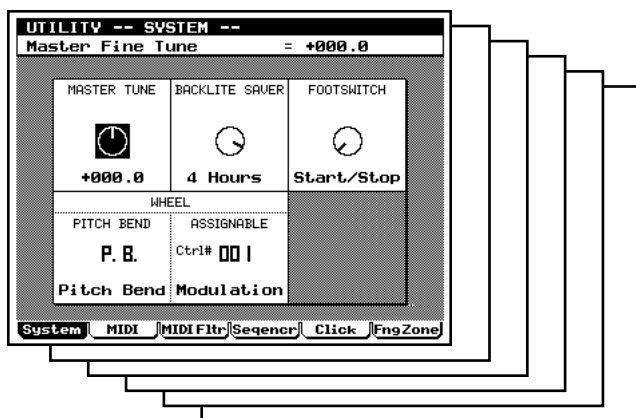 UTILITY -- SYSTEM --
Master Fine Tune = +000.0
MASTER TUNE BACKLITE SAVER FOOTSWITCH
+000.0 4 Hours Start/Stop
WHEEL
PITCH BEND ASSIGNABLE
P. B. Ctrl# 001
Pitch Bend Modulation
System MIDI MIDI Fltr Seqencr Click FngZone